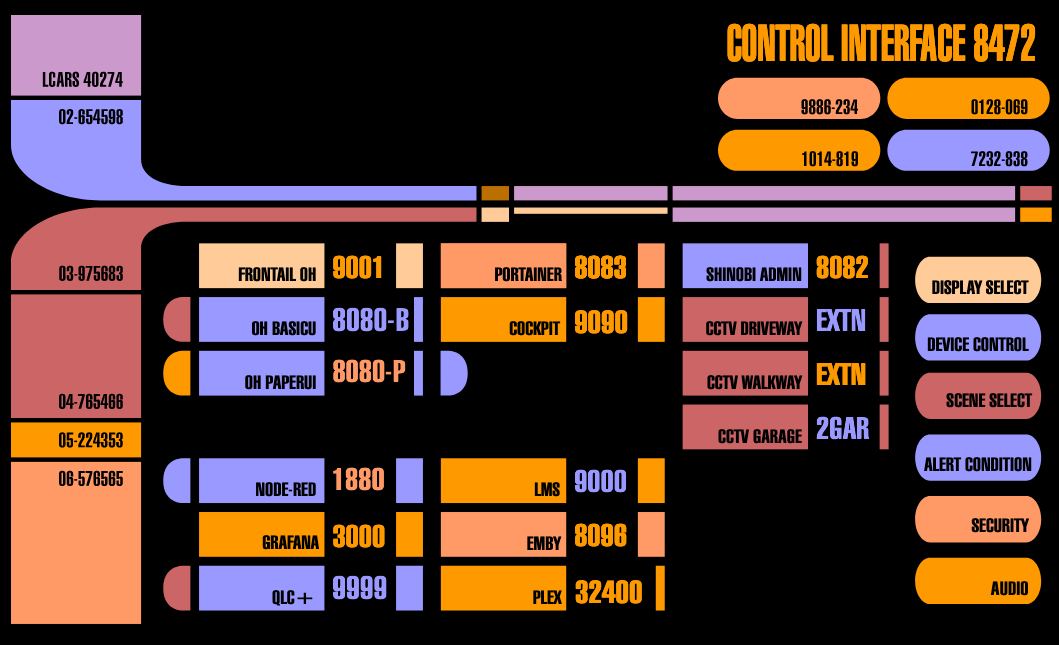 CONTROL INTERFACE 8472
LCARS 40274
02-654598
9886-234
0128-069
1014-819
7232-838
03-975683
04-765466
05-224353
06-576565
FRONTAIL OH 9001
OH BASICU 8080-B
OH PAPERUI 8080-P
NODE-RED 1880
GRAFANA 3000
QLC+ 9999
PORTAINER 8083
COCKPIT 9090
LMS 9000
EMBY 8096
PLEX 32400
SHINOBI ADMIN 8082
CCTV DRIVEWAY EXTN
CCTV WALKWAY EXTN
CCTV GARAGE 2GAR
DISPLAY SELECT
DEVICE CONTROL
SCENE SELECT
ALERT CONDITION
SECURITY
AUDIO